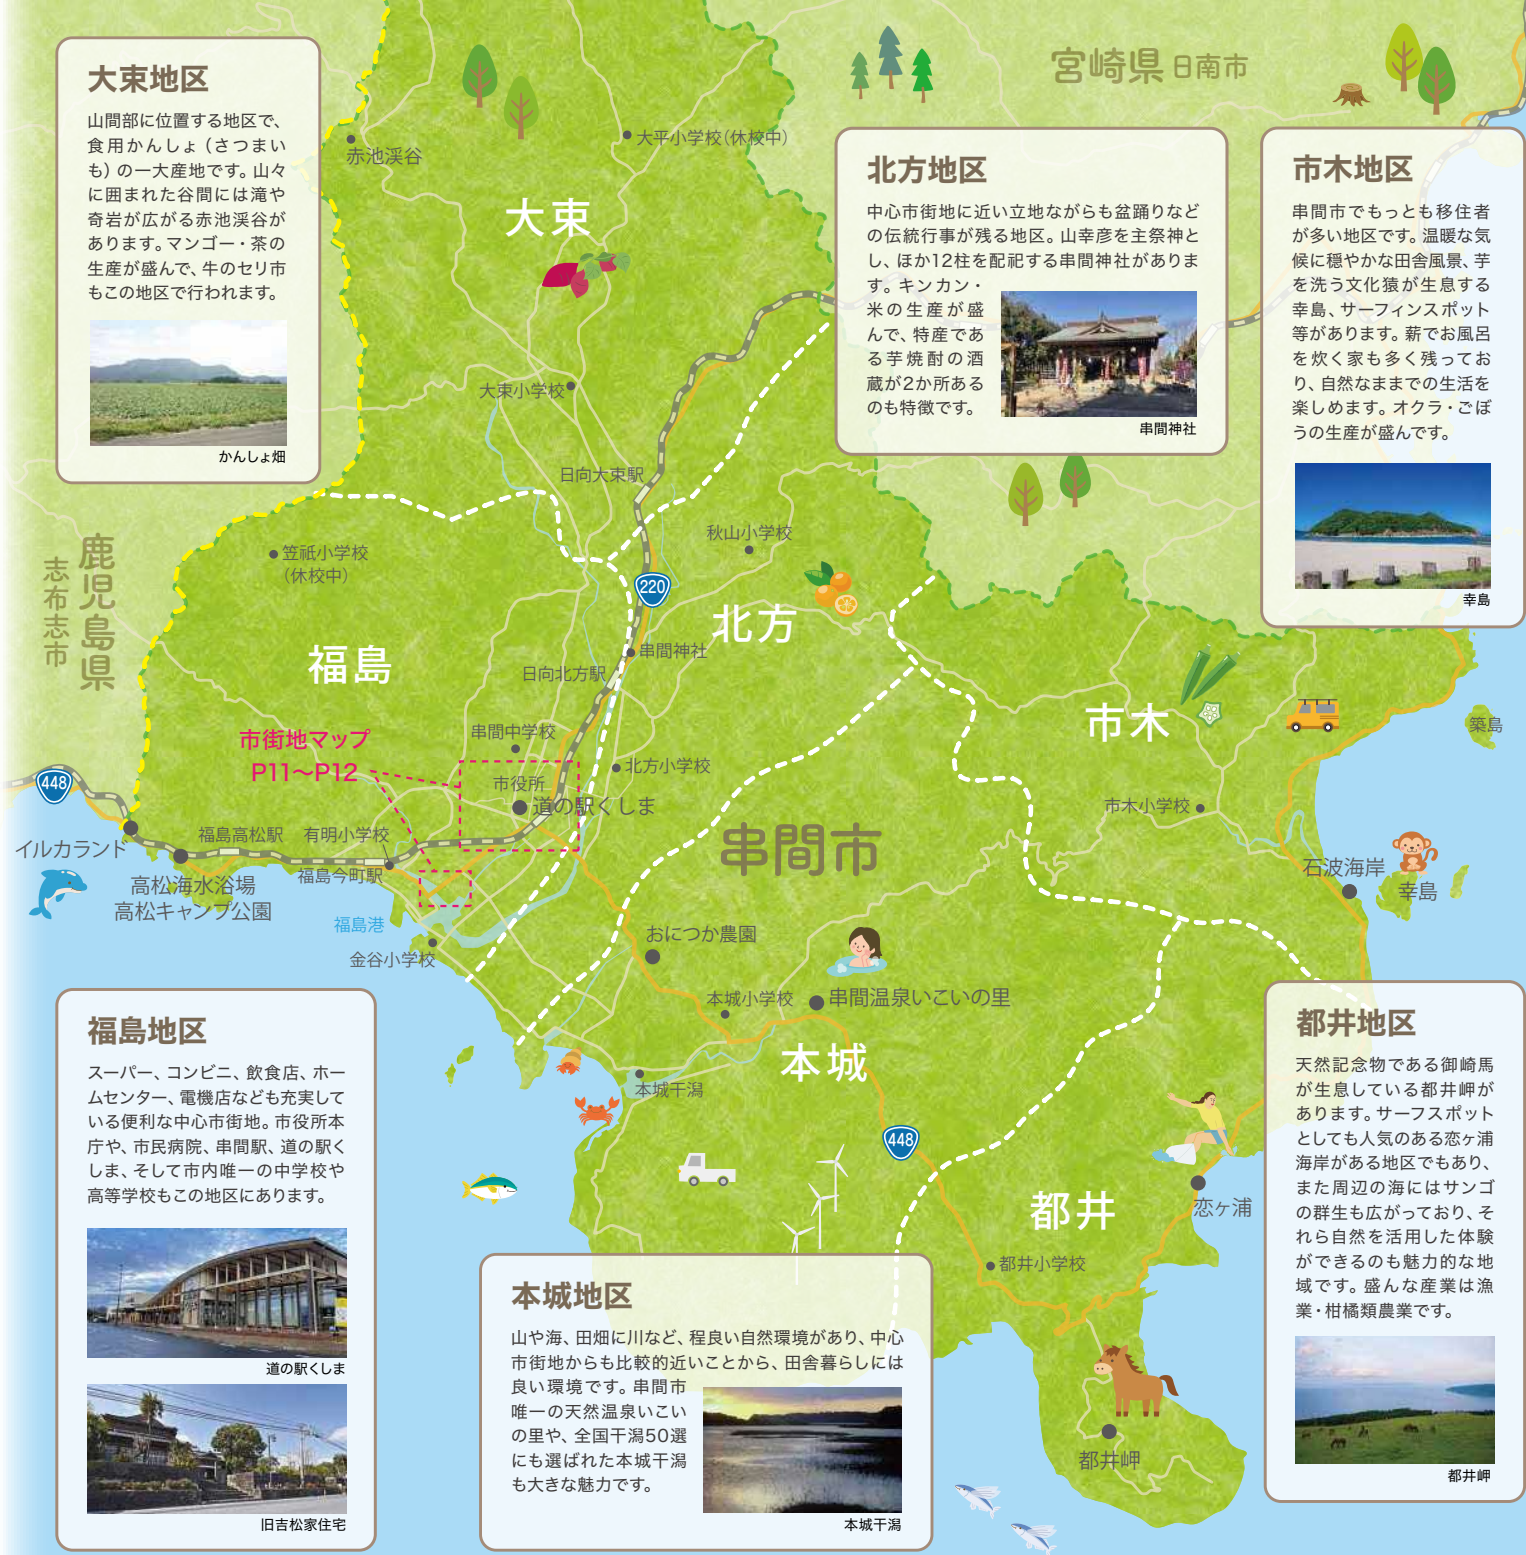 大束地区
山間部に位置する地区で、
食用かんしょ（さつまい
も）の一大産地です。山々
に囲まれた谷間には滝や
奇岩が広がる赤池渓谷が
あります。マンゴー・茶の
生産が盛んで、牛のセリ市
もこの地区で行われます。
かんしょ畑
宮崎県 日南市
北方地区
中心市街地に近い立地ながらも盆踊りなど
の伝統行事が残る地区。山幸彦を主祭神と
し、ほか12柱を配祀する串間神社がありま
す。キンカン・
米の生産が盛
んで、特産であ
る芋焼酎の酒
蔵が2か所ある
のも特徴です。
串間神社
市木地区
串間市でもっとも移住者
が多い地区です。温暖な気
候に穏やかな田舎風景、芋
を洗う文化猿が生息する
幸島、サーフィンスポット
等があります。薪でお風呂
を炊く家も多く残ってお
り、自然なままでの生活を
楽しめます。オクラ・ごぼ
うの生産が盛んです。
幸島
赤池渓谷
大平小学校（休校中）
大束
大束小学校
日向大束駅
秋山小学校
笠祇小学校
（休校中）
鹿児島県
志布志市
220
北方
福島
串間神社
日向北方駅
市木
築島
串間中学校
市街地マップ
P11〜P12
北方小学校
市役所
道の駅くしま
448
市木小学校
串間市
イルカランド
福島高松駅
有明小学校
福島今町駅
高松海水浴場
高松キャンプ公園
石波海岸
幸島
福島港
金谷小学校
おにつか農園
本城小学校
串間温泉いこいの里
本城
本城干潟
448
都井
恋ヶ浦
都井小学校
都井岬
福島地区
スーパー、コンビニ、飲食店、ホー
ムセンター、電機店なども充実して
いる便利な中心市街地。市役所本
庁や、市民病院、串間駅、道の駅く
しま、そして市内唯一の中学校や
高等学校もこの地区にあります。
道の駅くしま
旧吉松家住宅
本城地区
山や海、田畑に川など、程良い自然環境があり、中心
市街地からも比較的近いことから、田舎暮らしには
良い環境です。串間市
唯一の天然温泉いこい
の里や、全国干潟50選
にも選ばれた本城干潟
も大きな魅力です。
本城干潟
都井地区
天然記念物である御崎馬
が生息している都井岬が
あります。サーフスポット
としても人気のある恋ヶ浦
海岸がある地区でもあり、
また周辺の海にはサンゴ
の群生も広がっており、そ
れら自然を活用した体験
ができるのも魅力的な地
域です。盛んな産業は漁
業・柑橘類農業です。
都井岬